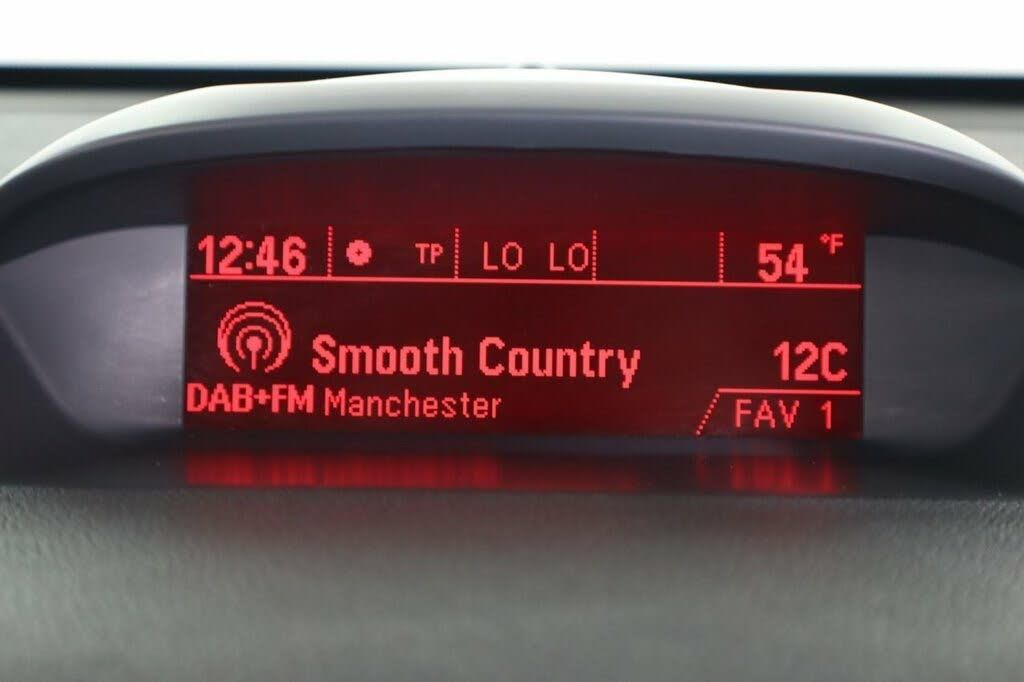 12:46 TP LO LO 54 °F
Smooth Country 12C
DAB+FM Manchester FAV 1